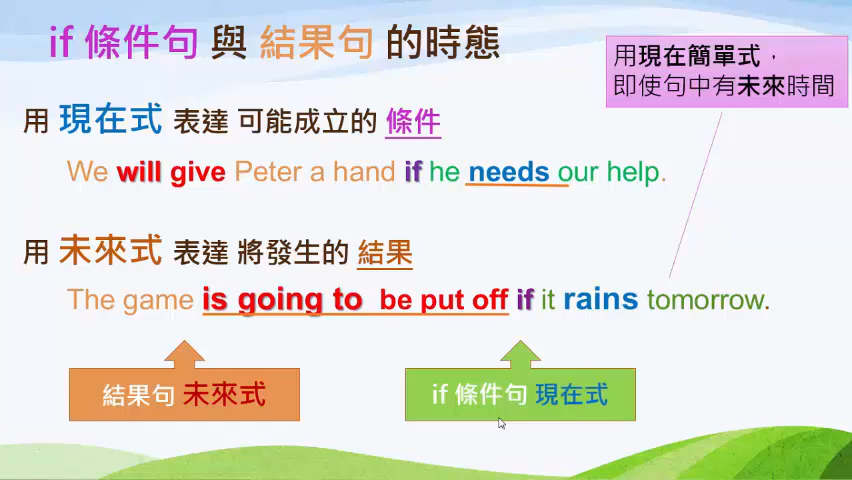 if 條件句 與 結果句 的時態
用現在簡單式，
即使句中有未來時間
用 現在式 表達 可能成立的 條件
We will give Peter a hand if he needs our help.
用 未來式 表達 將發生的 結果
The game is going to be put off if it rains tomorrow.
結果句 未來式
if 條件句 現在式